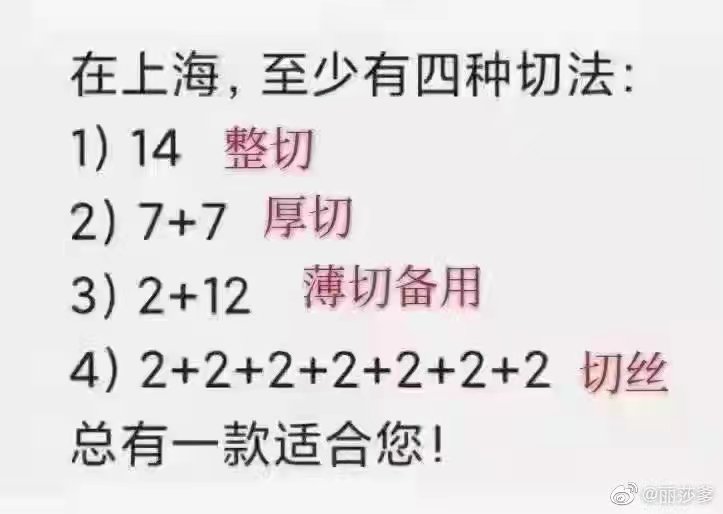 在上海，至少有四种切法：
1) 14 整切
2) 7+7 厚切
3) 2+12 薄切备用
4) 2+2+2+2+2+2+2 切丝
总有一款适合您！
@丽莎爹